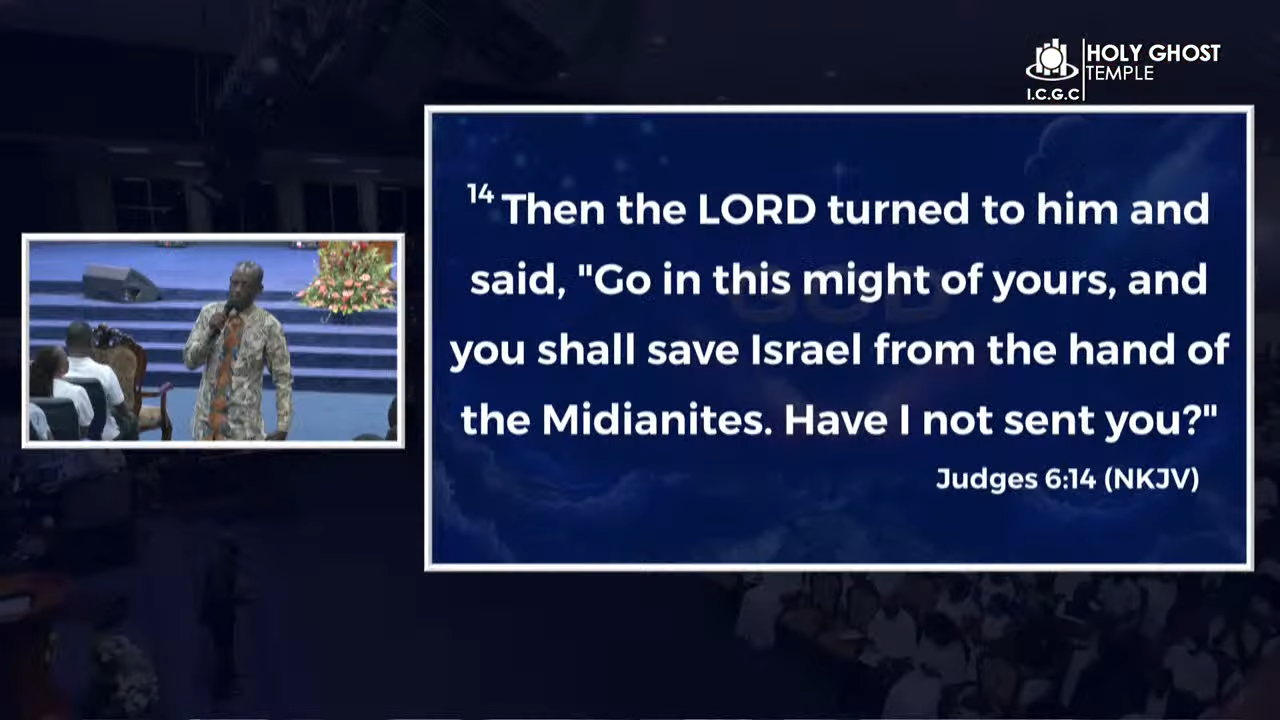 HOLY GHOST
TEMPLE
I.C.G.C
14 Then the LORD turned to him and
said, "Go in this might of yours, and
you shall save Israel from the hand of
the Midianites. Have I not sent you?"
Judges 6:14 (NKJV)